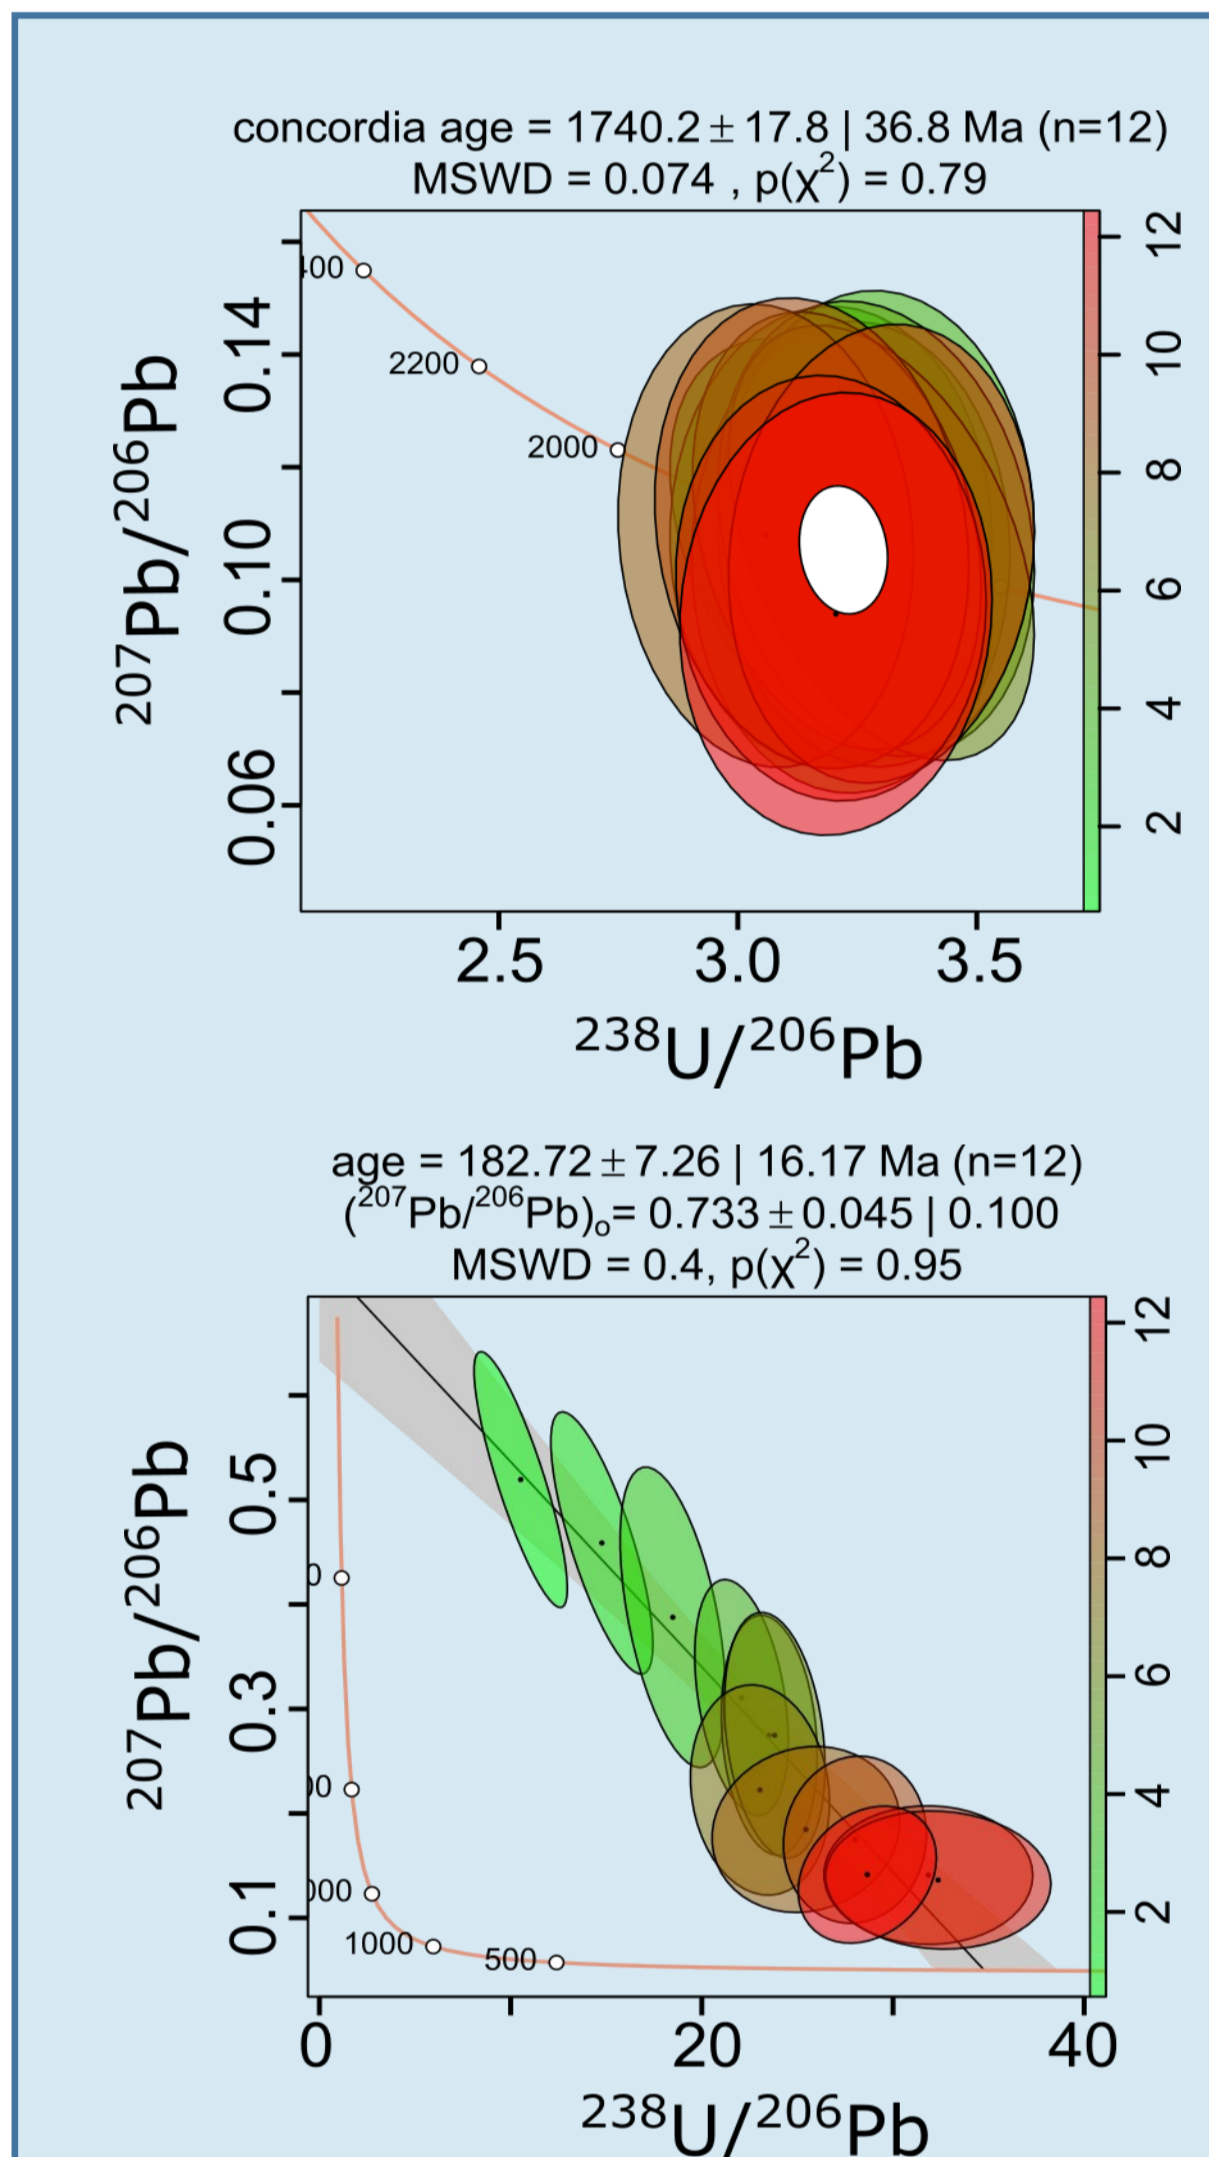 concordia age = 1740.2 ± 17.8 | 36.8 Ma (n=12)
MSWD = 0.074 , p(χ²) = 0.79
²⁰⁷Pb/²⁰⁶Pb
0.14
0.10
0.06
400
2200
2000
12
10
8
6
4
2
2.5 3.0 3.5
²³⁸U/²⁰⁶Pb
age = 182.72 ± 7.26 | 16.17 Ma (n=12)
(²⁰⁷Pb/²⁰⁶Pb)ₒ= 0.733 ± 0.045 | 0.100
MSWD = 0.4, p(χ²) = 0.95
²⁰⁷Pb/²⁰⁶Pb
0.5
0.3
0.1
1000
500
12
10
8
6
4
2
0 20 40
²³⁸U/²⁰⁶Pb